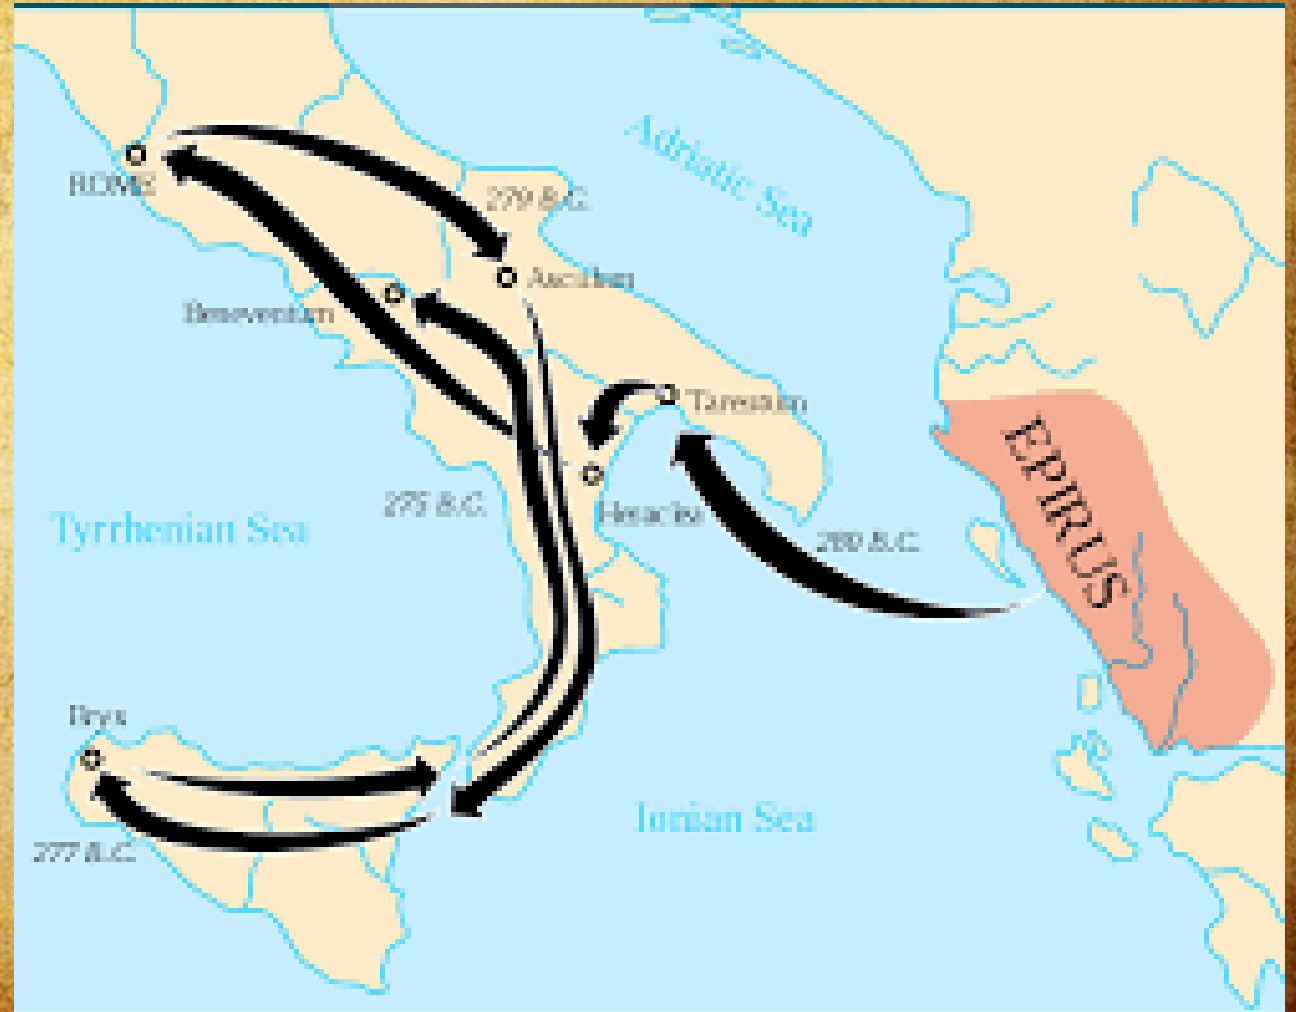 Adriatic Sea
ROME
279 B.C.
Asculum
Beneventum
Tarentum
EPIRUS
275 B.C.
Heraclea
280 B.C.
Tyrrhenian Sea
Eryx
Ionian Sea
277 B.C.